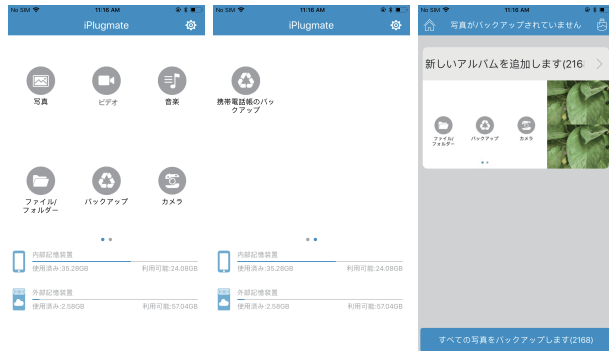 No SIM 11:16 AM
iPlugmate
写真
ビデオ
音楽
ファイル/
フォルダー
バックアップ
カメラ
内部記憶装置
使用済み:35.28GB 利用可能:24.08GB
外部記憶装置
使用済み:2.58GB 利用可能:57.04GB
No SIM 11:16 AM
iPlugmate
携帯電話帳のバッ
クアップ
内部記憶装置
使用済み:35.28GB 利用可能:24.08GB
外部記憶装置
使用済み:2.58GB 利用可能:57.04GB
No SIM 11:16 AM
写真がバックアップされていません
新しいアルバムを追加します(216
ファイル/
フォルダー
バックアップ
カメラ
すべての写真をバックアップします(2168)